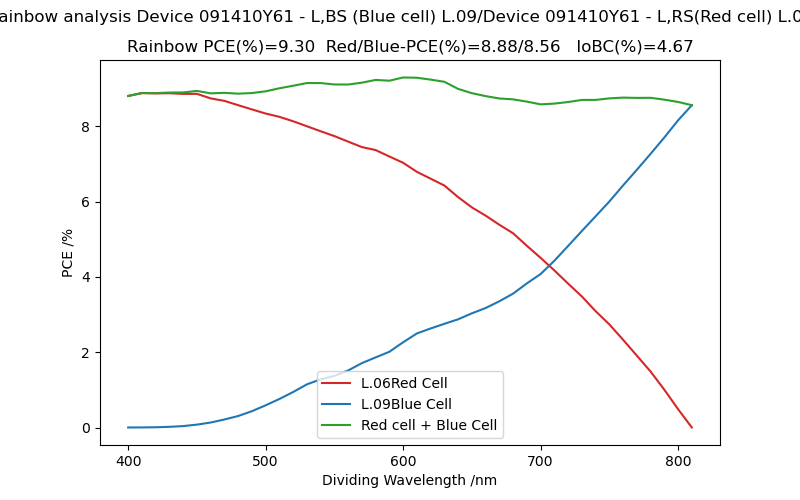 ainbow analysis Device 091410Y61 - L,BS (Blue cell) L.09/Device 091410Y61 - L,RS(Red cell) L.0
Rainbow PCE(%)=9.30 Red/Blue-PCE(%)=8.88/8.56 IoBC(%)=4.67
PCE /%
8
6
4
2
0
L.06Red Cell
L.09Blue Cell
Red cell + Blue Cell
400 500 600 700 800
Dividing Wavelength /nm